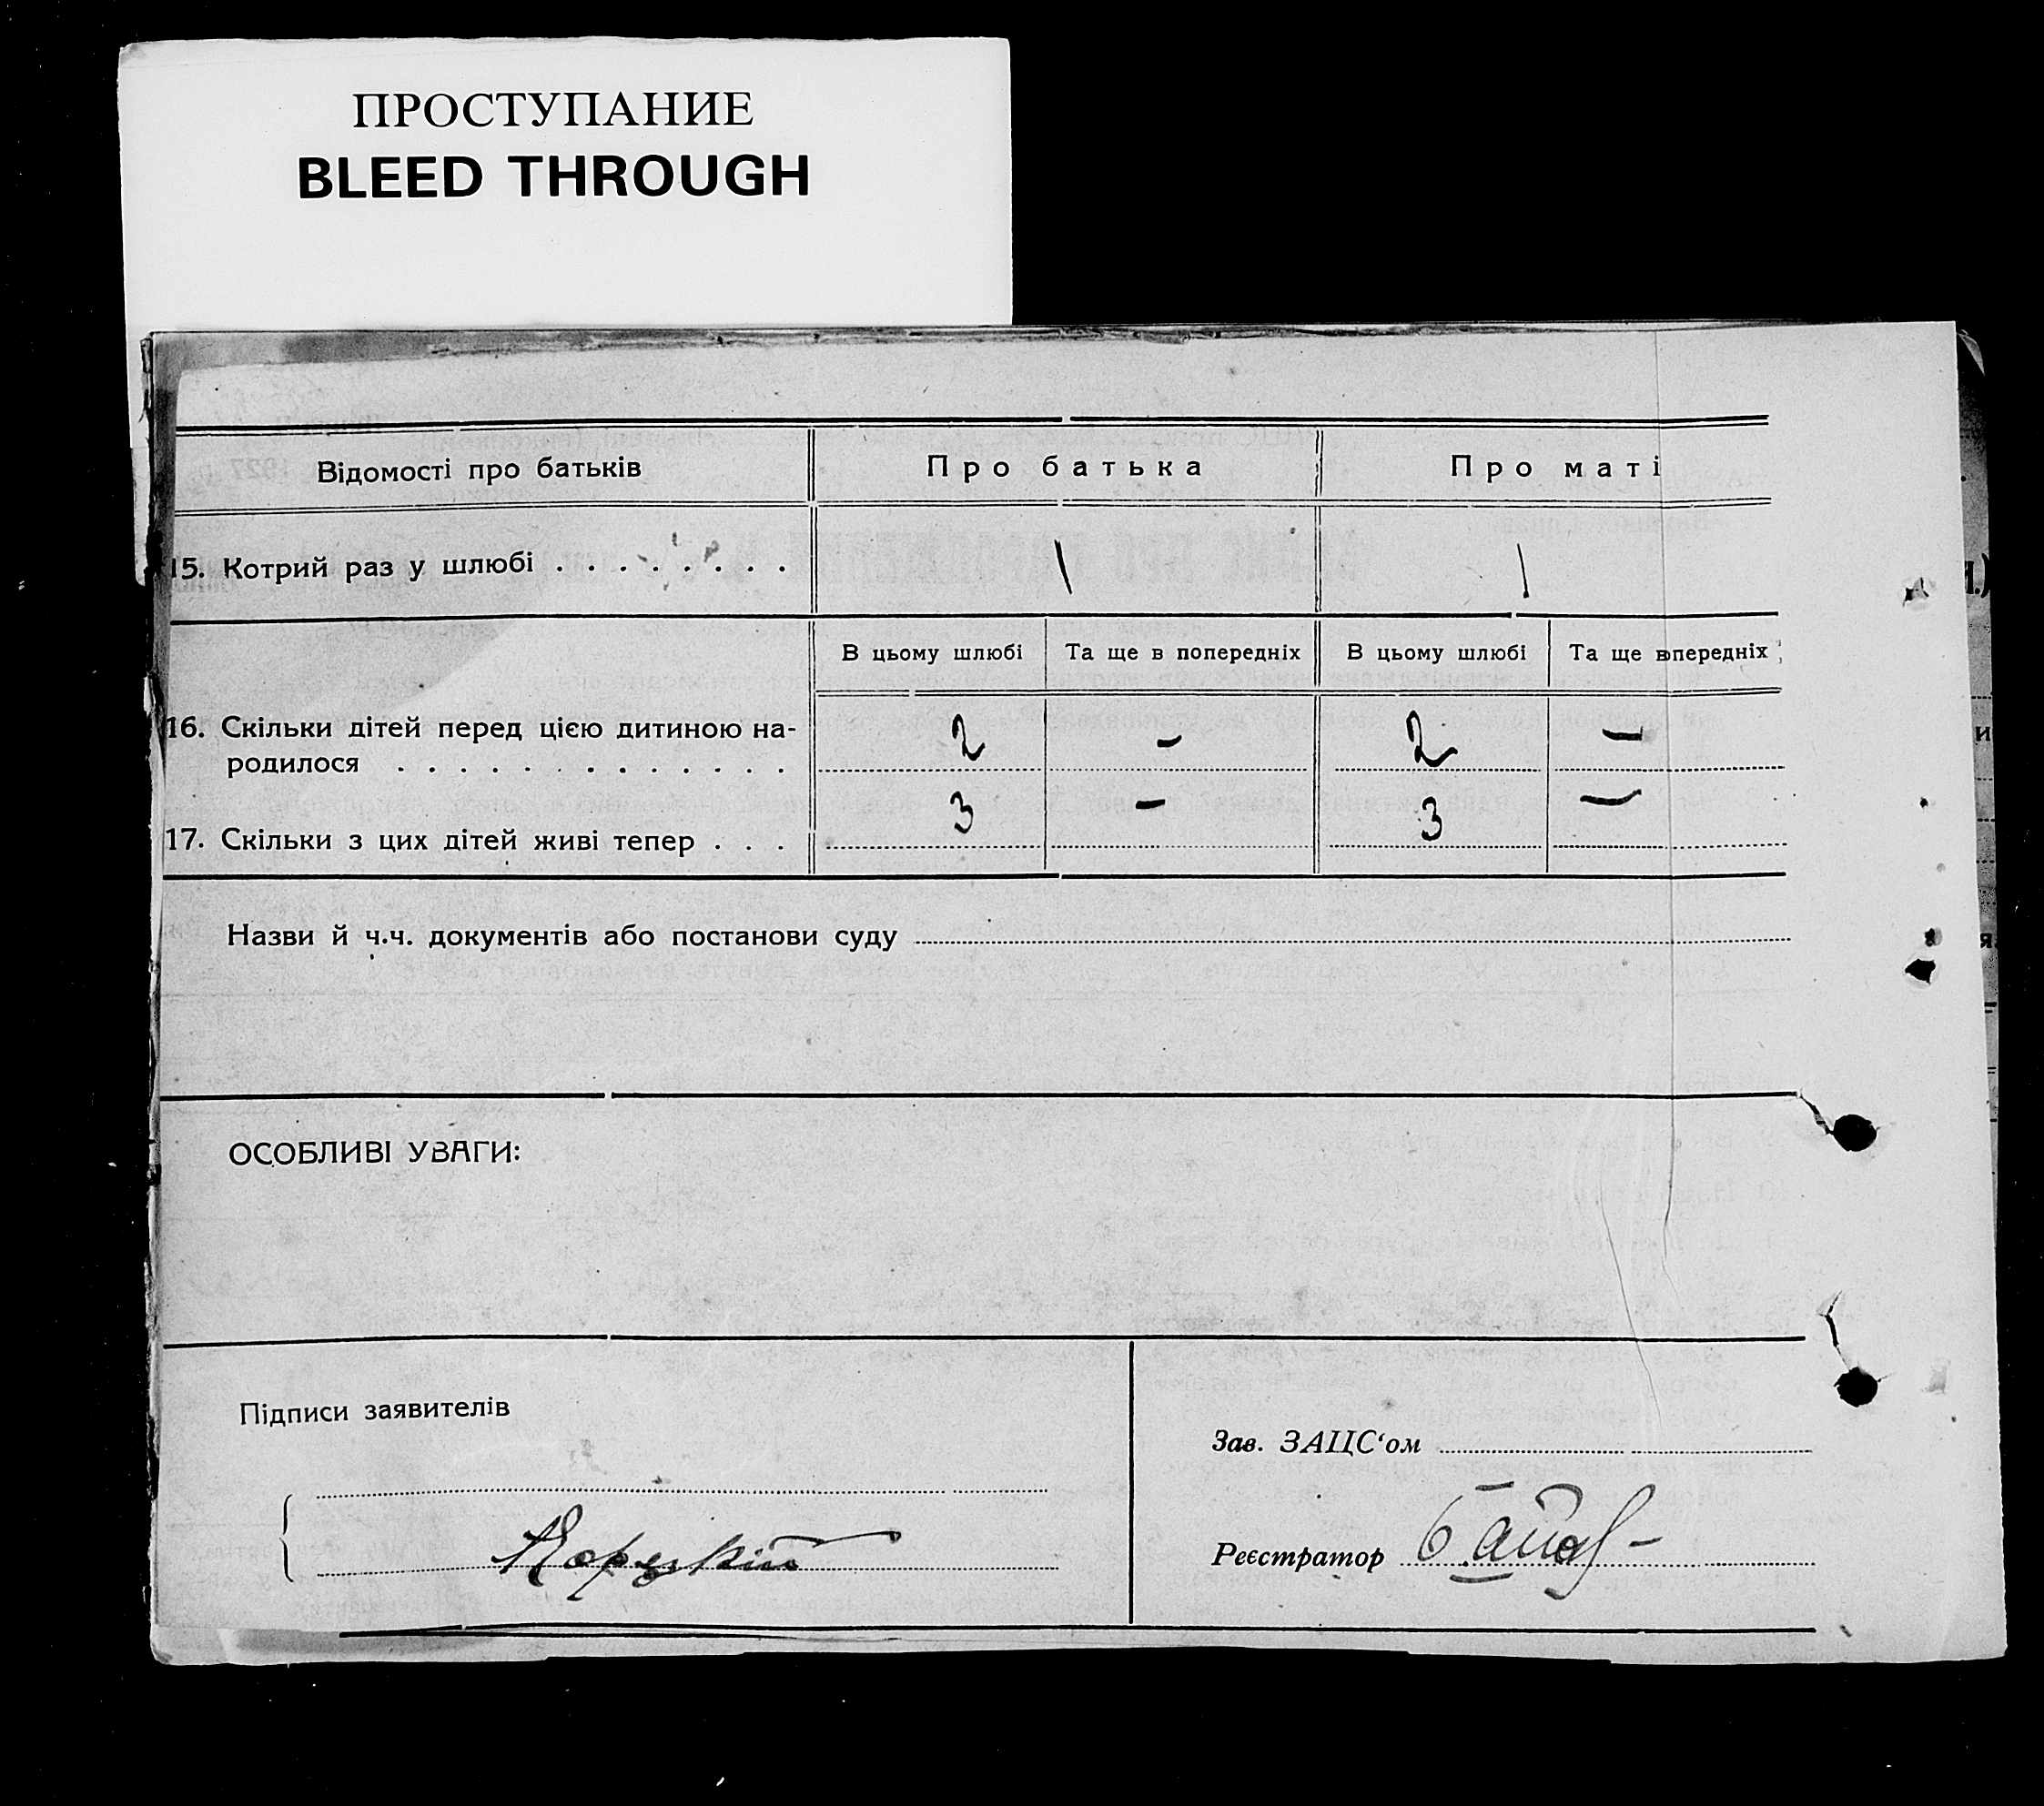 ПРОСТУПАНИЕ
BLEED THROUGH
Відомості про батьків
Про батька
Про маті
15. Котрий раз у шлюбі . . . . . . . .
1
1
В цьому шлюбі
Та ще в попередніх
В цьому шлюбі
Та ще впередніх
16. Скільки дітей перед цією дитиною на-
родилося . . . . . . . . . . . . .
2
-
2
-
17. Скільки з цих дітей живі тепер . . .
3
-
3
-
Назви й ч.ч. документів або постанови суду
ОСОБЛИВІ УВАГИ:
Підписи заявителів
Зав. ЗАЦС‘ом
Реєстратор